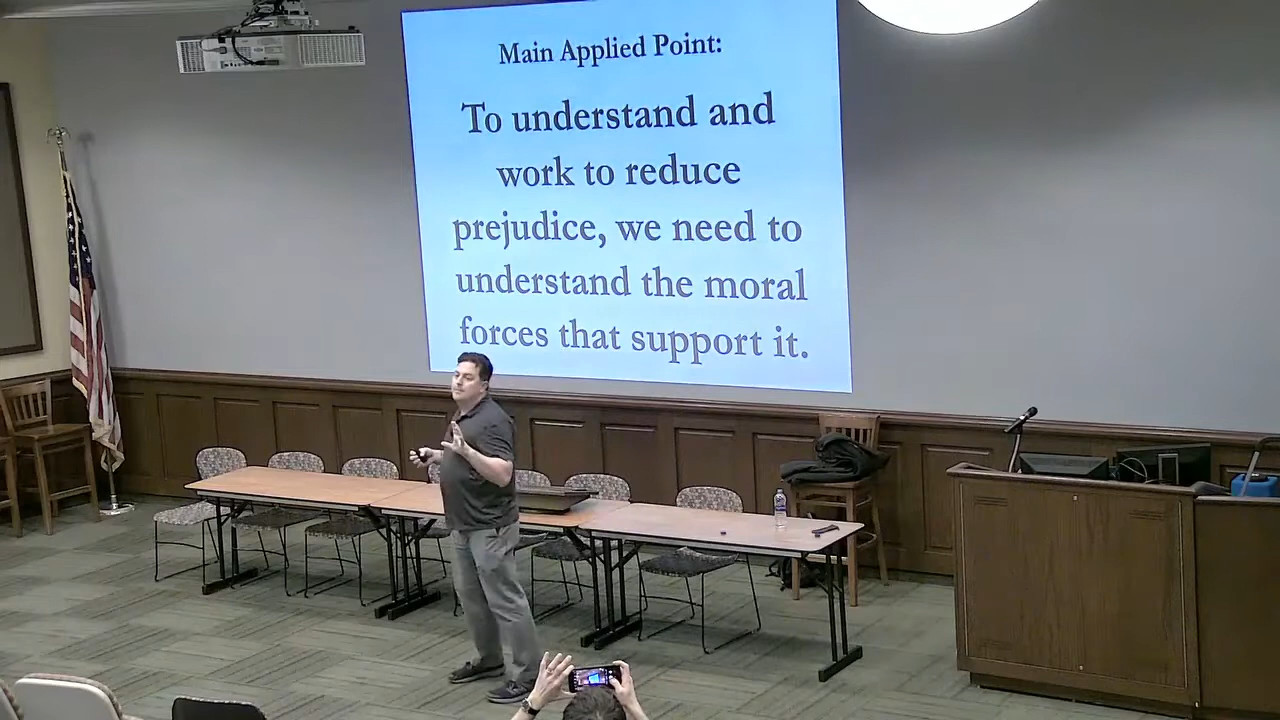 Main Applied Point:
To understand and
work to reduce
prejudice, we need to
understand the moral
forces that support it.